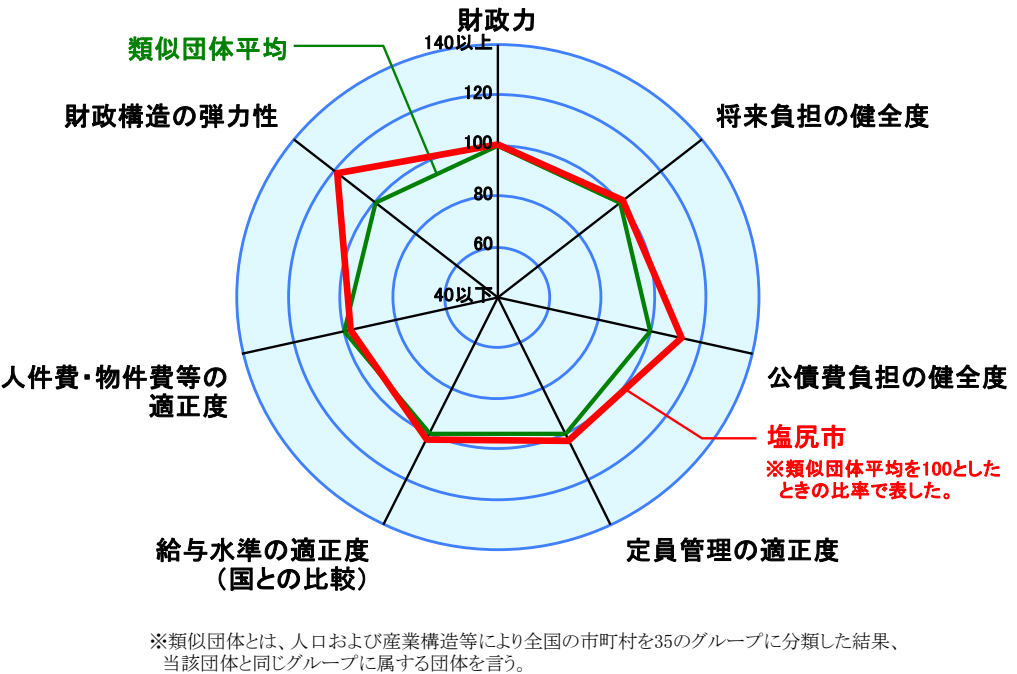 財政力
140以上
類似団体平均
120
財政構造の弾力性
将来負担の健全度
100
80
60
40以下
人件費・物件費等の
適正度
公債費負担の健全度
塩尻市
※類似団体平均を100とした
ときの比率で表した。
給与水準の適正度
（国との比較）
定員管理の適正度
※類似団体とは、人口および産業構造等により全国の市町村を35のグループに分類した結果、
当該団体と同じグループに属する団体を言う。